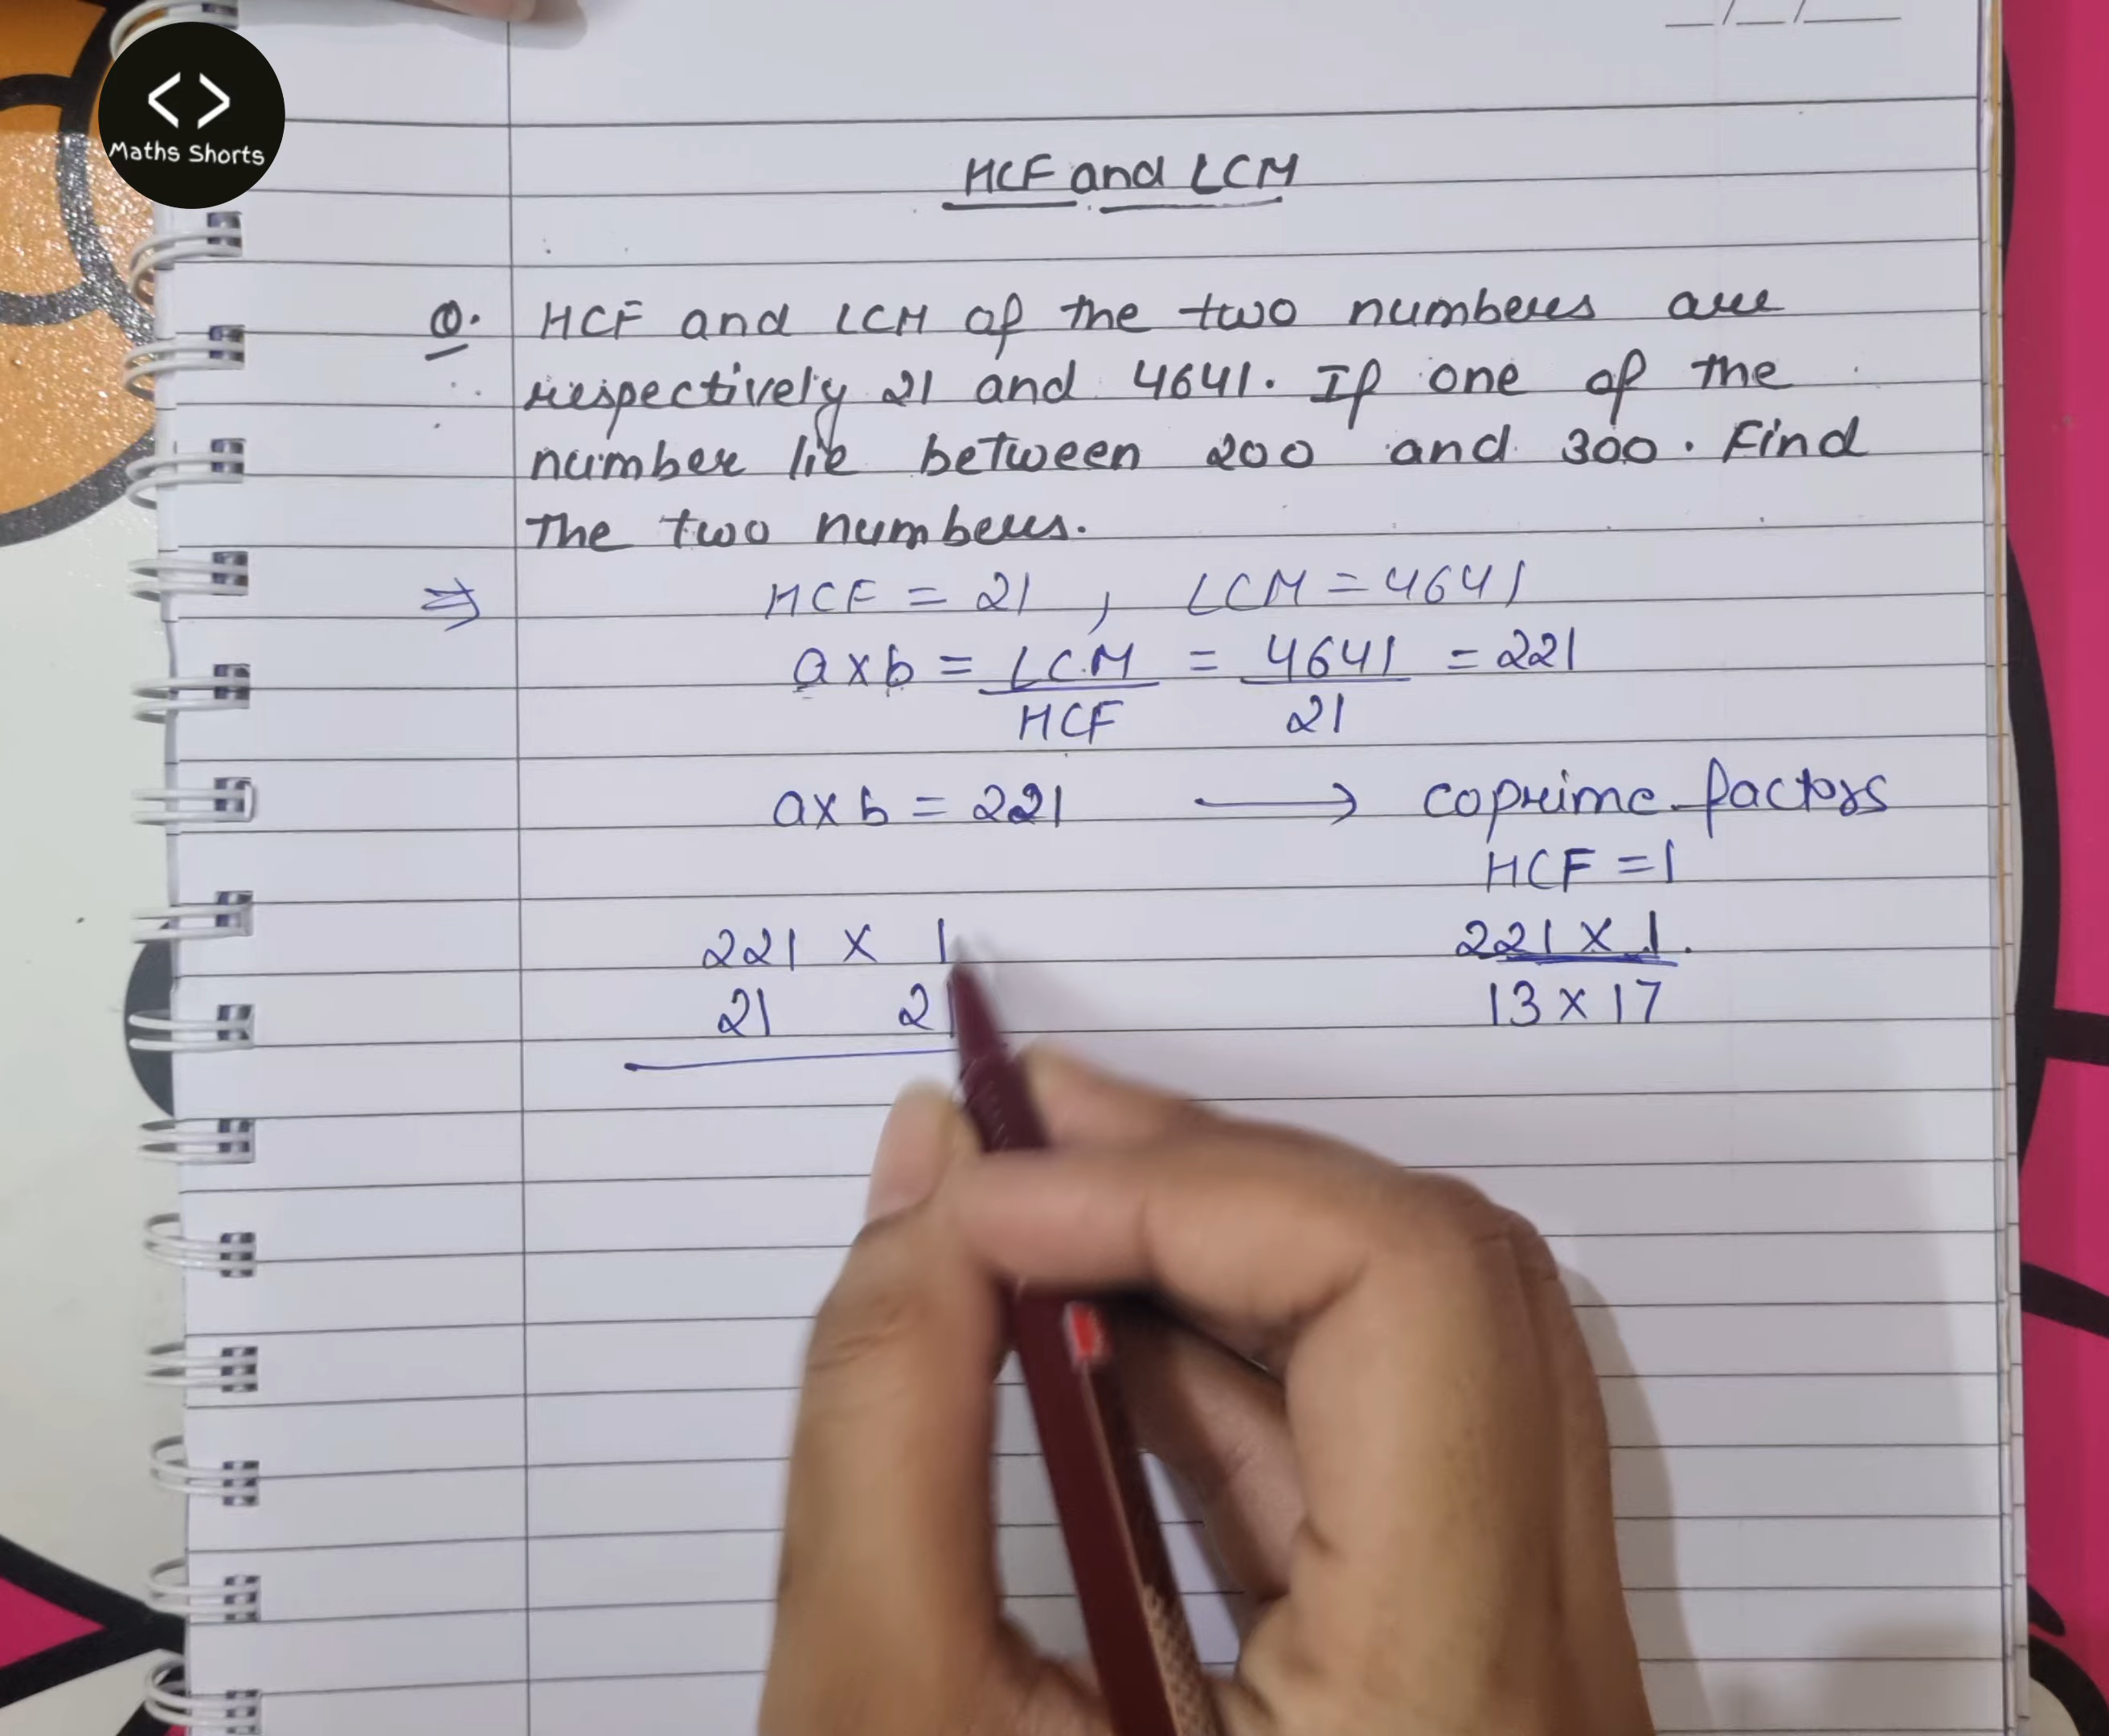 <>
Maths Shorts
HCF and LCM
Q. HCF and LCM of the two numbers are
respectively 21 and 4641. If one of the
number lie between 200 and 300. Find
the two numbers.
⇒ HCF = 21 , LCM = 4641
a x b = LCM = 4641 = 221
HCF 21
a x b = 221 → coprime factors
HCF = 1
221 x 1 221 x 1.
21 21 13 x 17